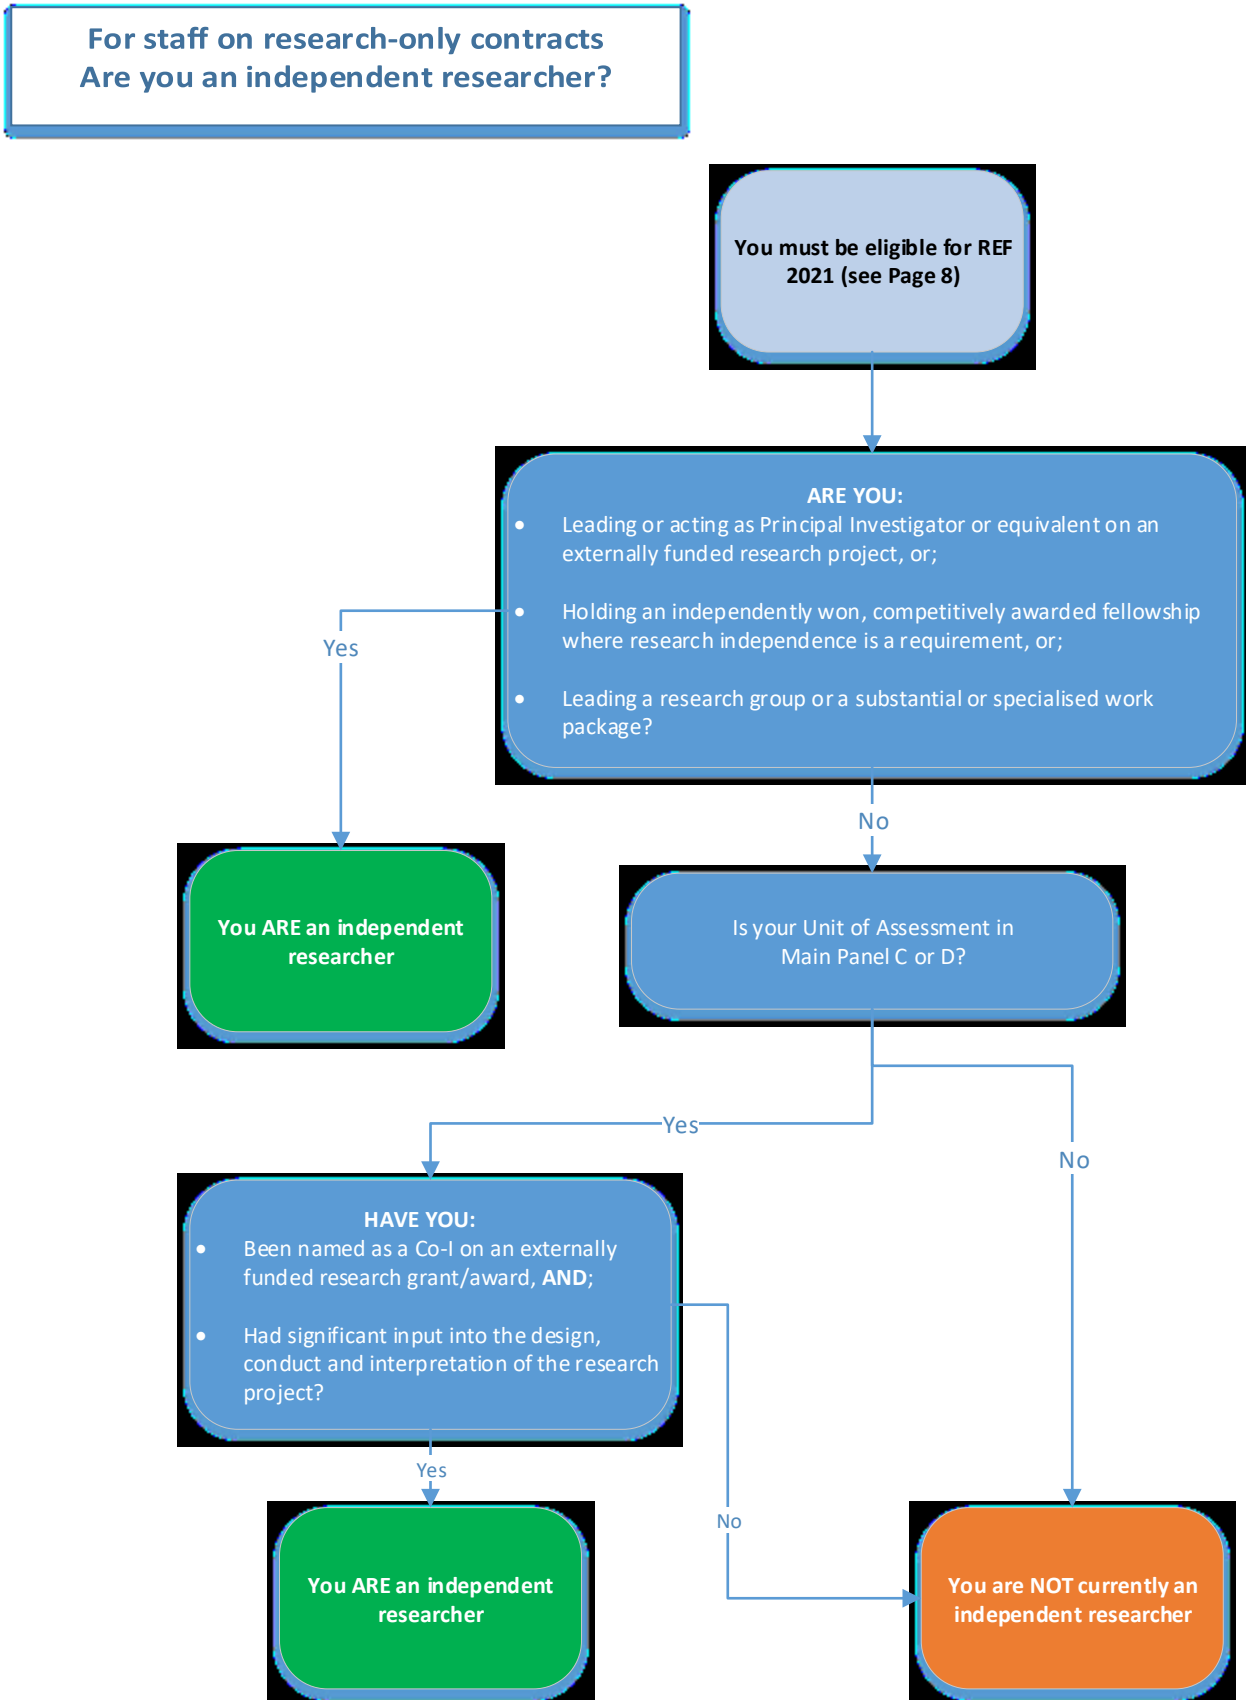 For staff on research-only contracts
Are you an independent researcher?
You must be eligible for REF
2021 (see Page 8)
ARE YOU:
• Leading or acting as Principal Investigator or equivalent on an
externally funded research project, or;
• Holding an independently won, competitively awarded fellowship
where research independence is a requirement, or;
• Leading a research group or a substantial or specialised work
package?
Yes
No
You ARE an independent
researcher
Is your Unit of Assessment in
Main Panel C or D?
Yes
No
HAVE YOU:
• Been named as a Co-I on an externally
funded research grant/award, AND;
• Had significant input into the design,
conduct and interpretation of the research
project?
Yes
No
You ARE an independent
researcher
You are NOT currently an
independent researcher